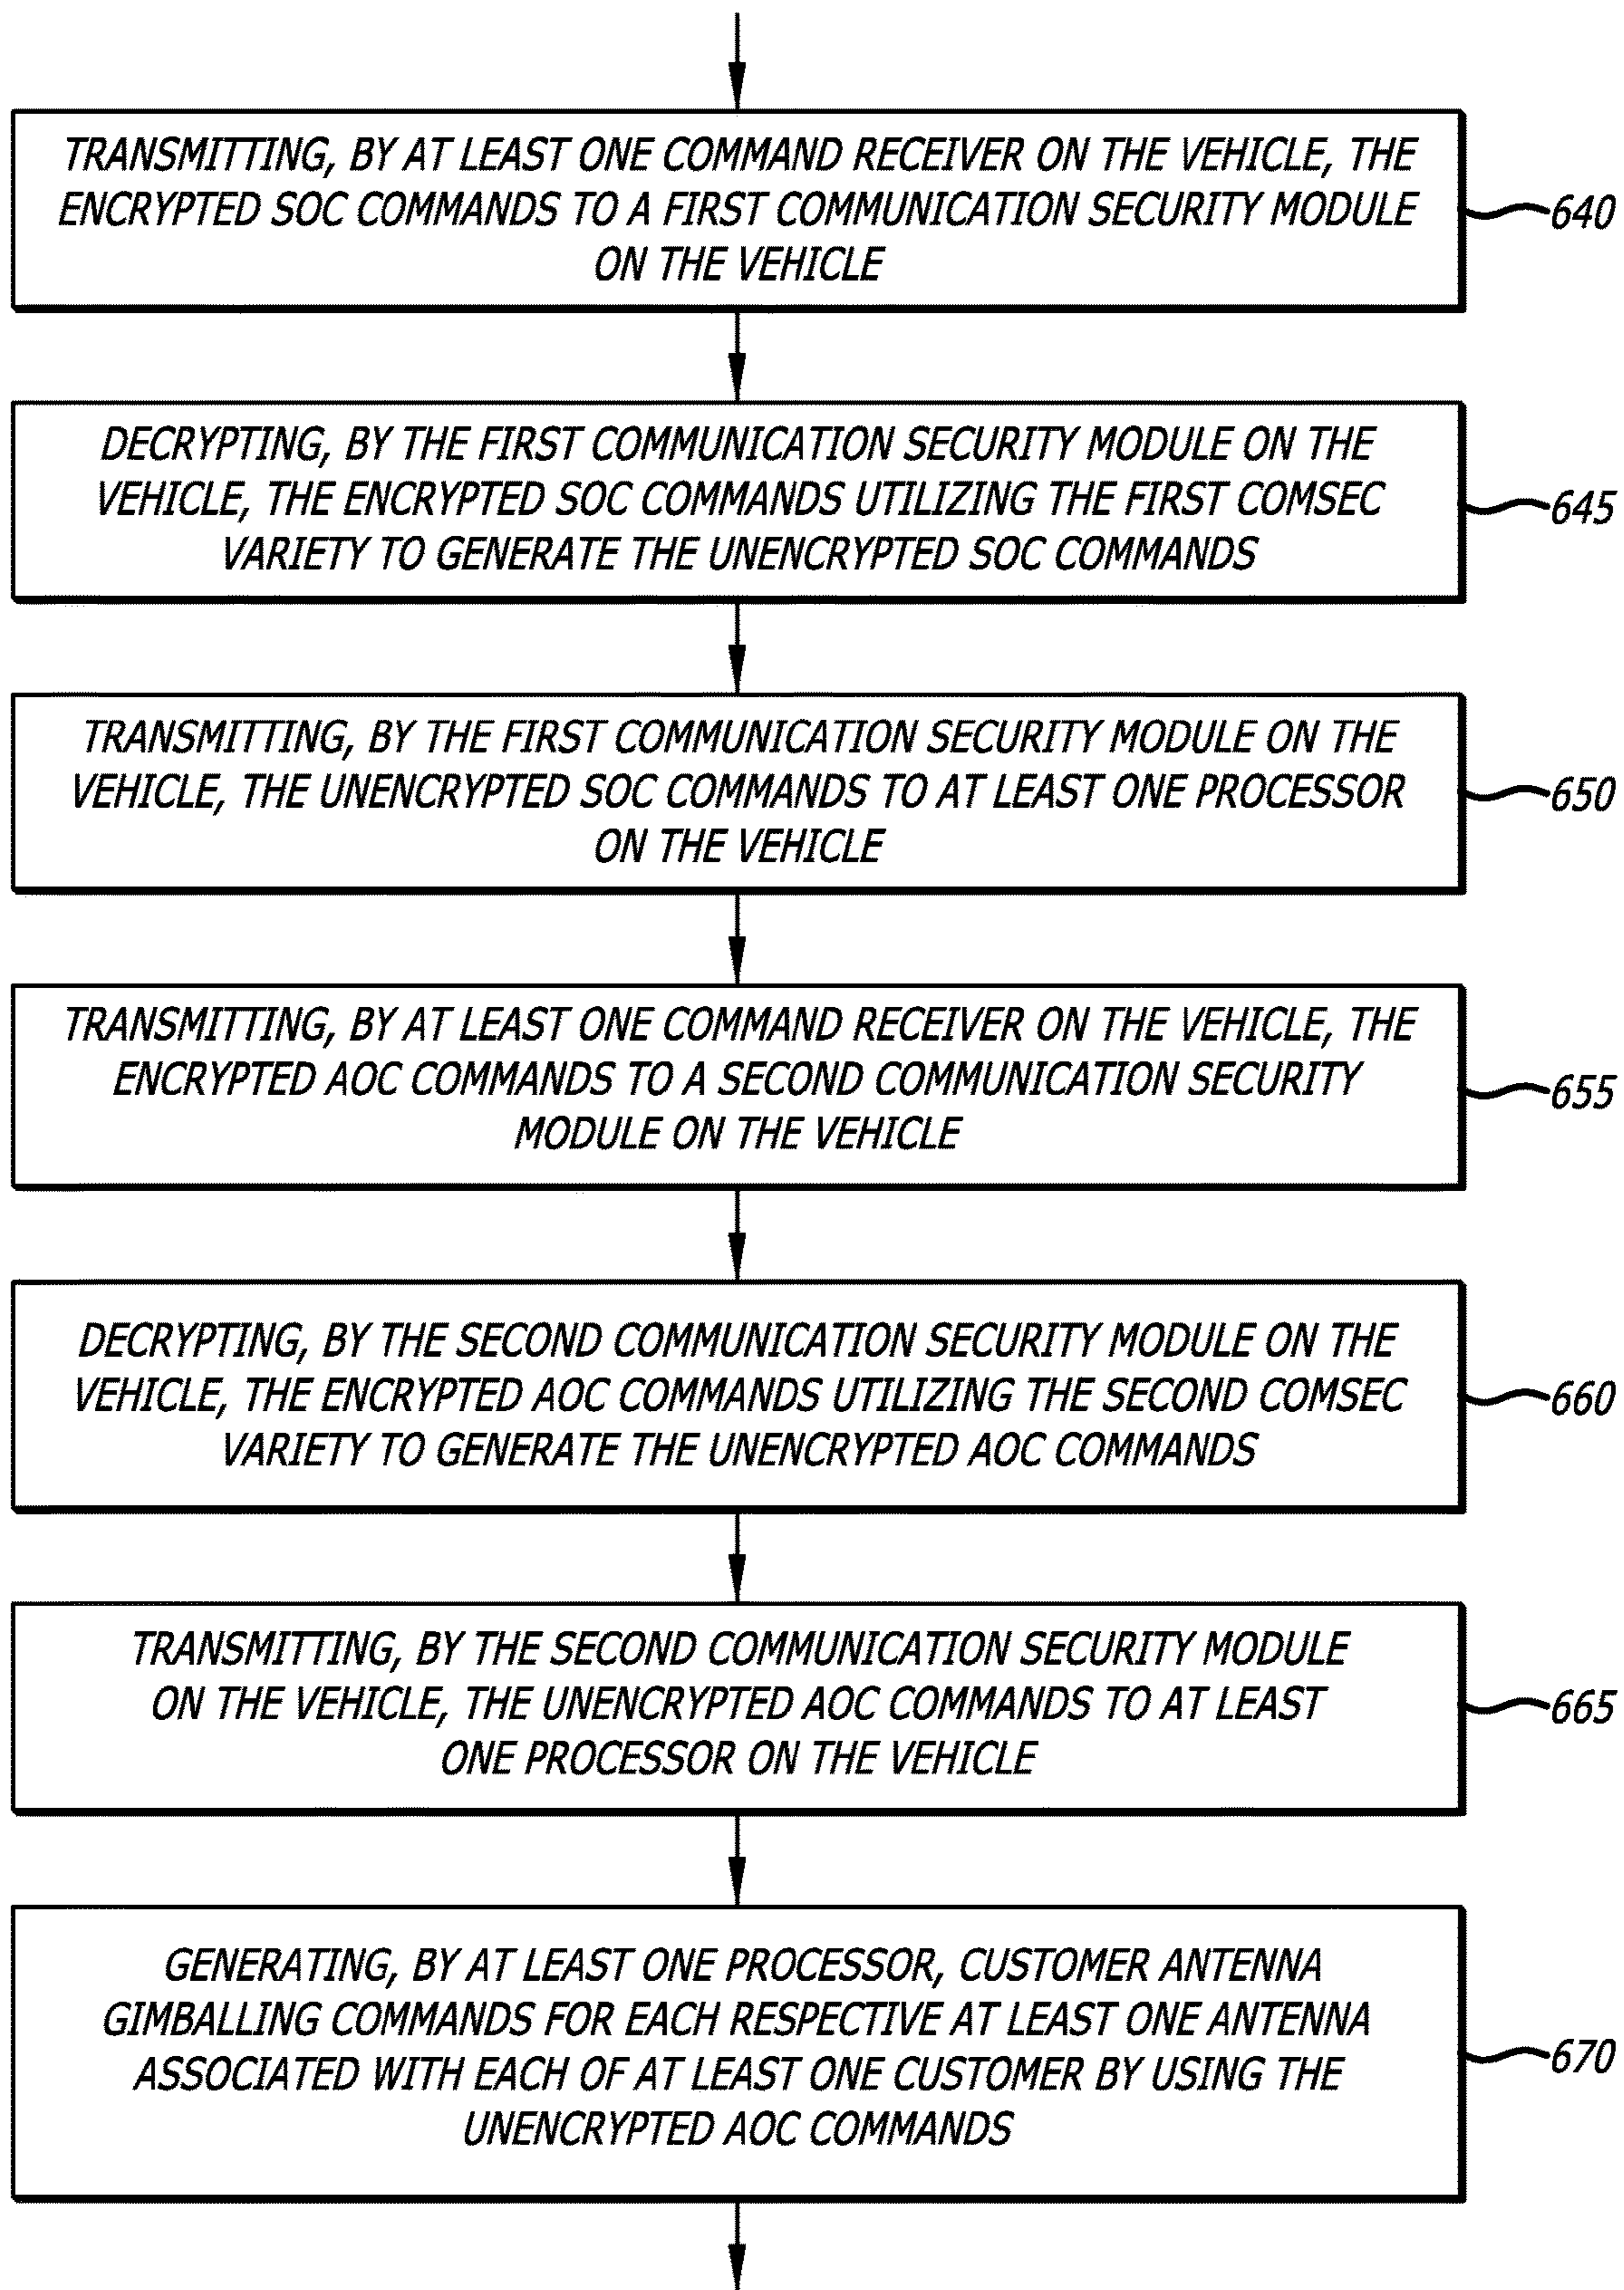 TRANSMITTING, BY AT LEAST ONE COMMAND RECEIVER ON THE VEHICLE, THE
ENCRYPTED SOC COMMANDS TO A FIRST COMMUNICATION SECURITY MODULE
ON THE VEHICLE
640
DECRYPTING, BY THE FIRST COMMUNICATION SECURITY MODULE ON THE
VEHICLE, THE ENCRYPTED SOC COMMANDS UTILIZING THE FIRST COMSEC
VARIETY TO GENERATE THE UNENCRYPTED SOC COMMANDS
645
TRANSMITTING, BY THE FIRST COMMUNICATION SECURITY MODULE ON THE
VEHICLE, THE UNENCRYPTED SOC COMMANDS TO AT LEAST ONE PROCESSOR
ON THE VEHICLE
650
TRANSMITTING, BY AT LEAST ONE COMMAND RECEIVER ON THE VEHICLE, THE
ENCRYPTED AOC COMMANDS TO A SECOND COMMUNICATION SECURITY
MODULE ON THE VEHICLE
655
DECRYPTING, BY THE SECOND COMMUNICATION SECURITY MODULE ON THE
VEHICLE, THE ENCRYPTED AOC COMMANDS UTILIZING THE SECOND COMSEC
VARIETY TO GENERATE THE UNENCRYPTED AOC COMMANDS
660
TRANSMITTING, BY THE SECOND COMMUNICATION SECURITY MODULE
ON THE VEHICLE, THE UNENCRYPTED AOC COMMANDS TO AT LEAST
ONE PROCESSOR ON THE VEHICLE
665
GENERATING, BY AT LEAST ONE PROCESSOR, CUSTOMER ANTENNA
GIMBALLING COMMANDS FOR EACH RESPECTIVE AT LEAST ONE ANTENNA
ASSOCIATED WITH EACH OF AT LEAST ONE CUSTOMER BY USING THE
UNENCRYPTED AOC COMMANDS
670